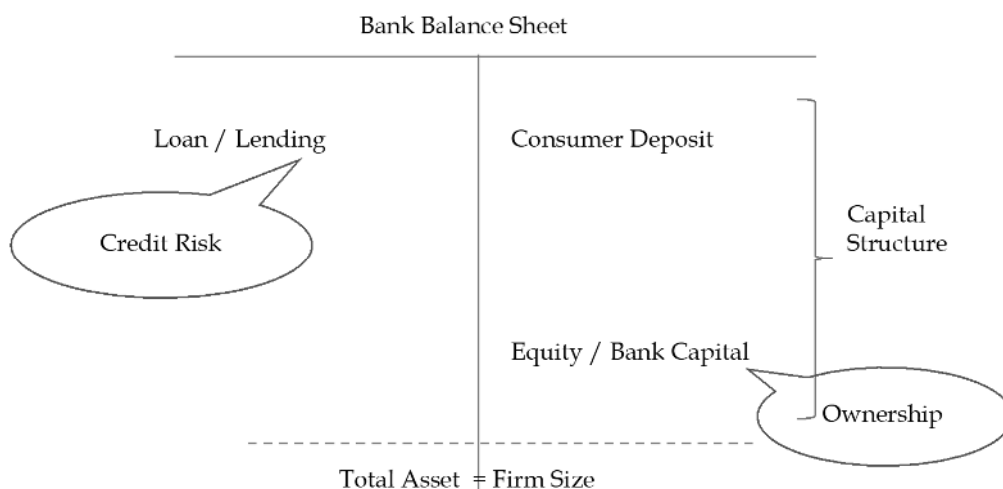 Bank Balance Sheet
Loan / Lending
Consumer Deposit
Credit Risk
Capital
Structure
Equity / Bank Capital
Ownership
Total Asset = Firm Size